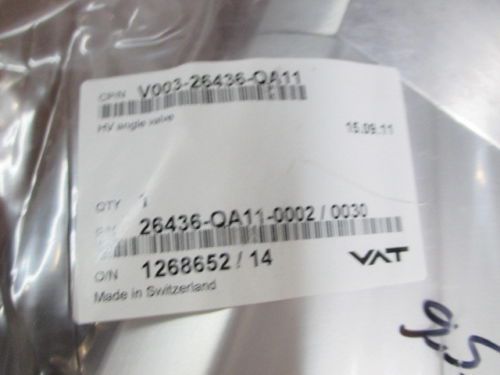 CP/N V003-26436-QA11
HV angle valve
15.09.11
QTY 1
S/N 26436-QA11-0002 / 0030
O/N 1268652 / 14
VAT
Made in Switzerland